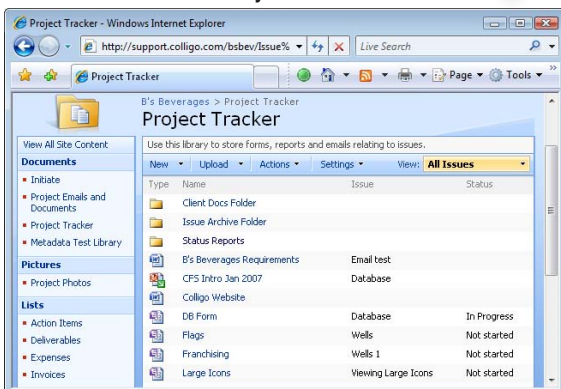 Project Tracker - Windows Internet Explorer
http://support.colligo.com/bsbev/Issue%
Live Search
Project Tracker
Page
Tools
B's Beverages > Project Tracker
Project Tracker
View All Site Content
Use this library to store forms, reports and emails relating to issues.
Documents
New Upload Actions Settings View: All Issues
Type Name Issue Status
Initiate
Project Emails and
Documents
Project Tracker
Metadata Test Library
Pictures
Project Photos
Lists
Action Items
Deliverables
Expenses
Invoices
Client Docs Folder
Issue Archive Folder
Status Reports
B's Beverages Requirements Email test
CFS Intro Jan 2007 Database
Colligo Website
DB Form Database In Progress
Flags Wells Not started
Franchising Wells 1 Not started
Large Icons Viewing Large Icons Not started